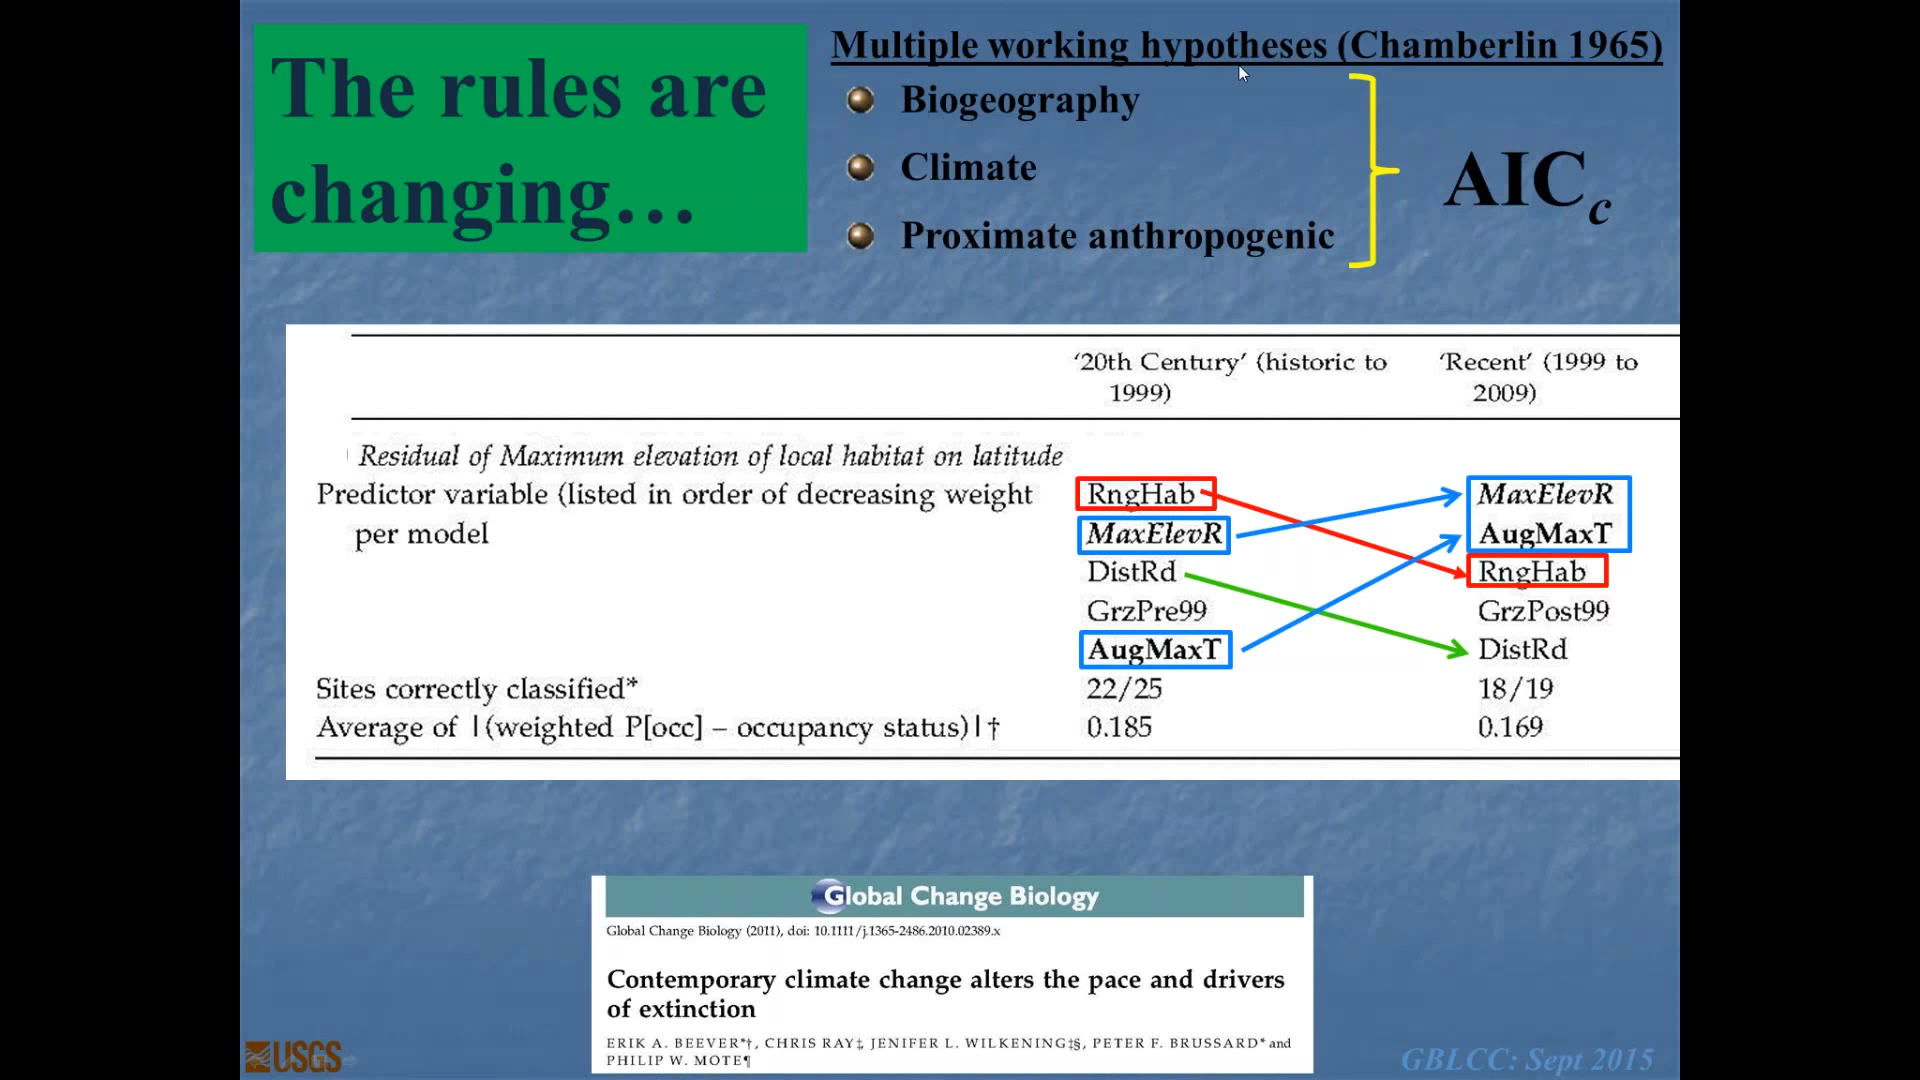 The rules are
changing…
Multiple working hypotheses (Chamberlin 1965)
Biogeography
Climate
Proximate anthropogenic
AICc
‘20th Century’ (historic to
1999)
‘Recent’ (1999 to
2009)
Residual of Maximum elevation of local habitat on latitude
Predictor variable (listed in order of decreasing weight
per model
RngHab
MaxElevR
MaxElevR
AugMaxT
DistRd
RngHab
GrzPre99
GrzPost99
AugMaxT
DistRd
Sites correctly classified* 22/25 18/19
Average of |(weighted P[occ] – occupancy status)|† 0.185 0.169
Global Change Biology
Global Change Biology (2011), doi: 10.1111/j.1365-2486.2010.02389.x
Contemporary climate change alters the pace and drivers
of extinction
ERIK A. BEEVER*†, CHRIS RAY‡, JENIFER L. WILKENING‡§, PETER F. BRUSSARD* and
PHILIP W. MOTE¶
USGS
GBLCC: Sept 2015